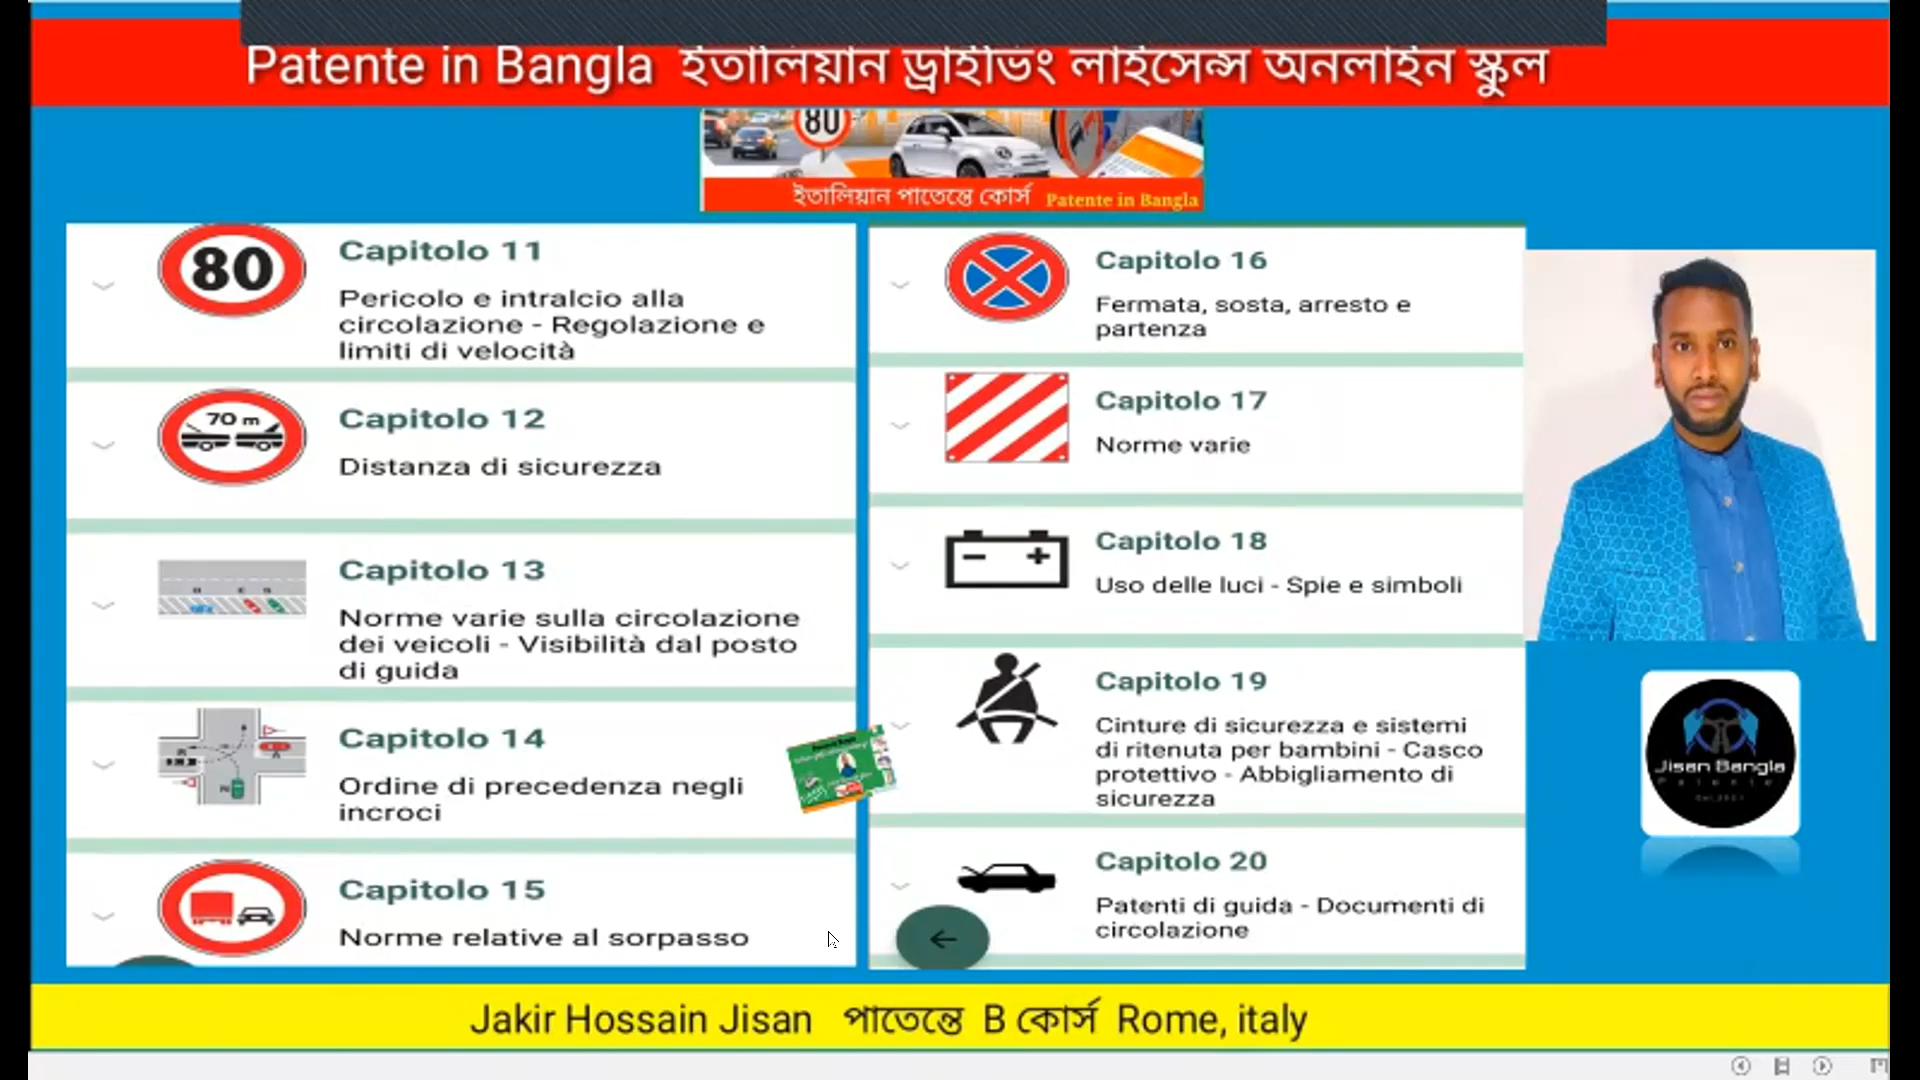 Patente in Bangla ইতালিয়ান ড্রাইভিং লাইসেন্স অনলাইন স্কুল
80
ইতালিয়ান পাতেন্তে কোর্স Patente in Bangla
80
Capitolo 11
Pericolo e intralcio alla
circolazione - Regolazione e
limiti di velocità
70 m
Capitolo 12
Distanza di sicurezza
Capitolo 13
Norme varie sulla circolazione
dei veicoli - Visibilità dal posto
di guida
Capitolo 14
Ordine di precedenza negli
incroci
Capitolo 15
Norme relative al sorpasso
Capitolo 16
Fermata, sosta, arresto e
partenza
Capitolo 17
Norme varie
Capitolo 18
Uso delle luci - Spie e simboli
Capitolo 19
Cinture di sicurezza e sistemi
di ritenuta per bambini - Casco
protettivo - Abbigliamento di
sicurezza
Capitolo 20
Patenti di guida - Documenti di
circolazione
Jisan Bangla
Patente
Jakir Hossain Jisan পাতেন্তে B কোর্স Rome, italy